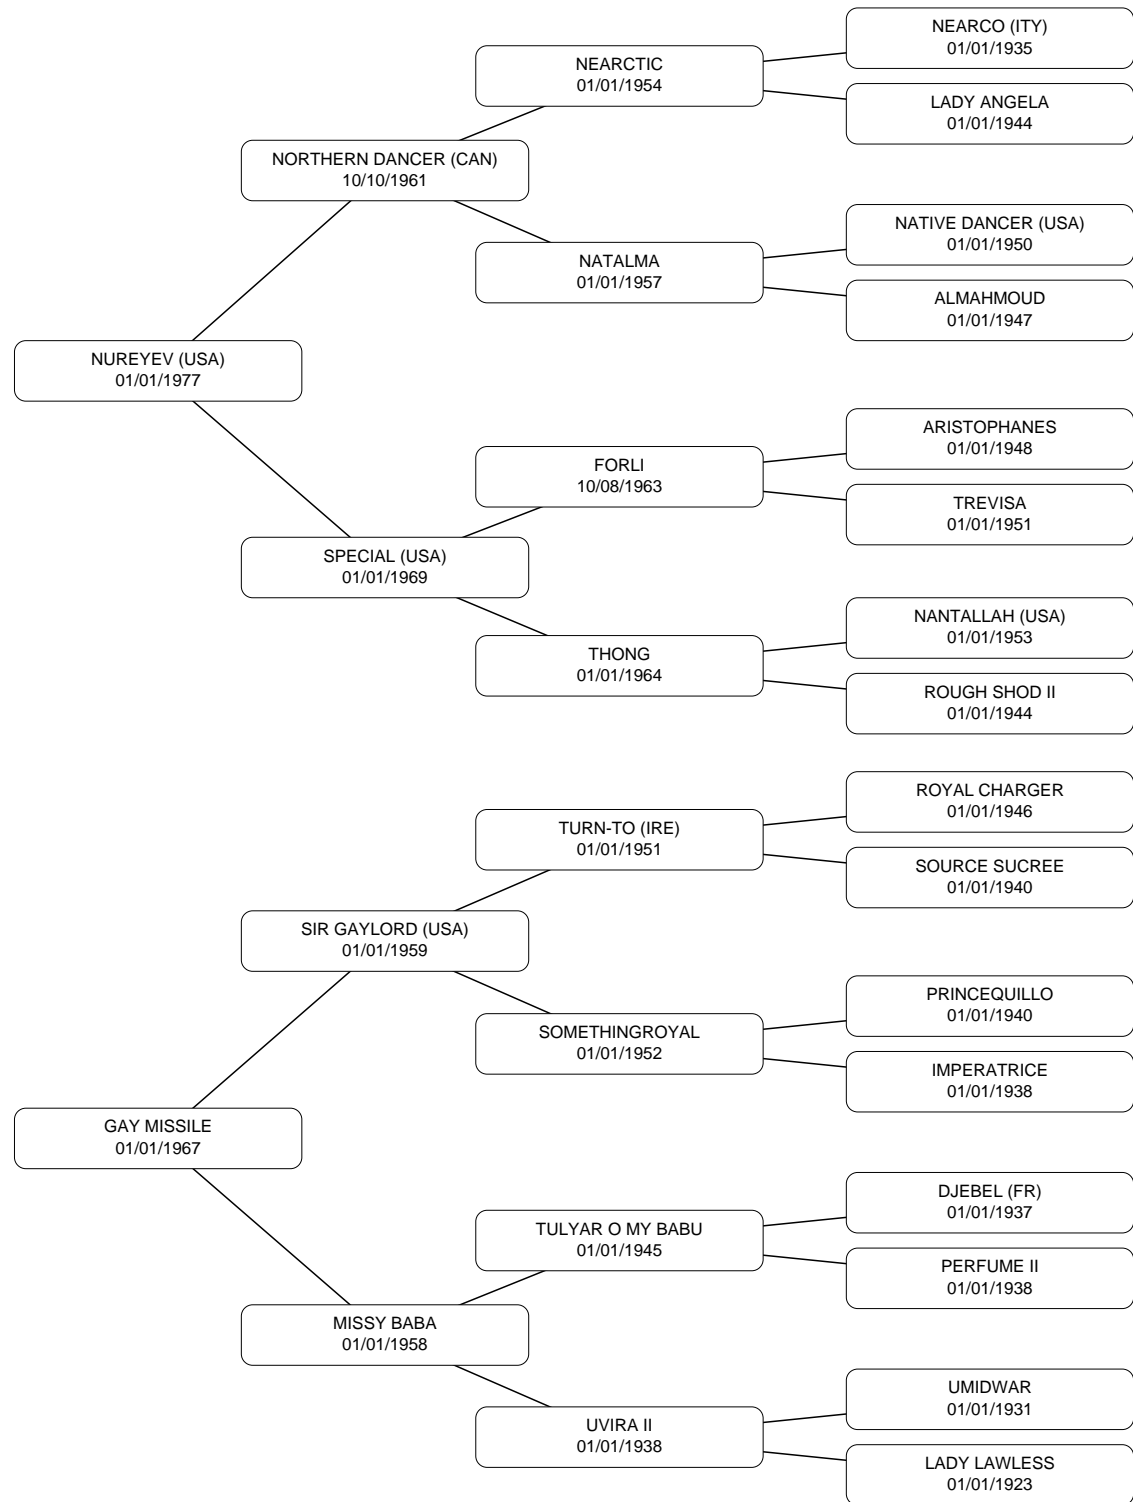 NEARCO (ITY)
01/01/1935
NEARCTIC
01/01/1954
LADY ANGELA
01/01/1944
NORTHERN DANCER (CAN)
10/10/1961
NATIVE DANCER (USA)
01/01/1950
NATALMA
01/01/1957
ALMAHMOUD
01/01/1947
NUREYEV (USA)
01/01/1977
ARISTOPHANES
01/01/1948
FORLI
10/08/1963
TREVISA
01/01/1951
SPECIAL (USA)
01/01/1969
NANTALLAH (USA)
01/01/1953
THONG
01/01/1964
ROUGH SHOD II
01/01/1944
ROYAL CHARGER
01/01/1946
TURN-TO (IRE)
01/01/1951
SOURCE SUCREE
01/01/1940
SIR GAYLORD (USA)
01/01/1959
PRINCEQUILLO
01/01/1940
SOMETHINGROYAL
01/01/1952
IMPERATRICE
01/01/1938
GAY MISSILE
01/01/1967
DJEBEL (FR)
01/01/1937
TULYAR O MY BABU
01/01/1945
PERFUME II
01/01/1938
MISSY BABA
01/01/1958
UMIDWAR
01/01/1931
UVIRA II
01/01/1938
LADY LAWLESS
01/01/1923